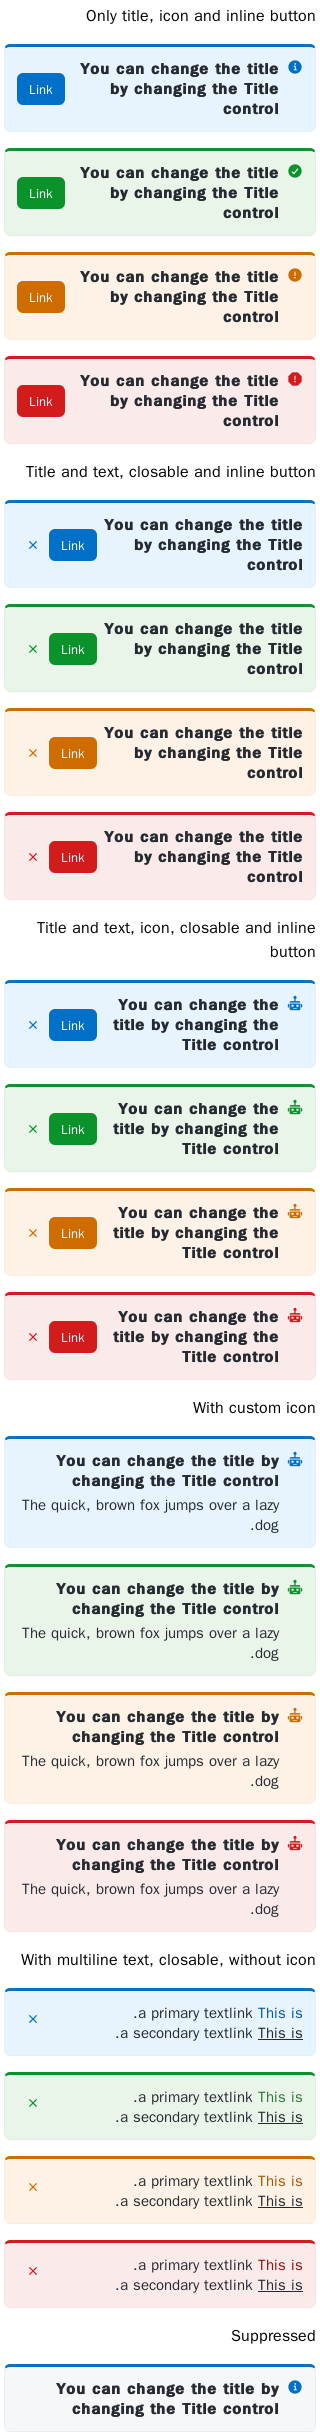 Only title, icon and inline button
You can change the title
by changing the Title
control
Link
You can change the title
by changing the Title
control
Link
You can change the title
by changing the Title
control
Link
You can change the title
by changing the Title
control
Link
Title and text, closable and inline button
You can change the title
by changing the Title
control
Link
You can change the title
by changing the Title
control
Link
You can change the title
by changing the Title
control
Link
You can change the title
by changing the Title
control
Link
Title and text, icon, closable and inline
button
You can change the
title by changing the
Title control
Link
You can change the
title by changing the
Title control
Link
You can change the
title by changing the
Title control
Link
You can change the
title by changing the
Title control
Link
With custom icon
You can change the title by
changing the Title control
The quick, brown fox jumps over a lazy
.dog
You can change the title by
changing the Title control
The quick, brown fox jumps over a lazy
.dog
You can change the title by
changing the Title control
The quick, brown fox jumps over a lazy
.dog
You can change the title by
changing the Title control
The quick, brown fox jumps over a lazy
.dog
With multiline text, closable, without icon
.a primary textlink This is
.a secondary textlink This is
.a primary textlink This is
.a secondary textlink This is
.a primary textlink This is
.a secondary textlink This is
.a primary textlink This is
.a secondary textlink This is
Suppressed
You can change the title by
changing the Title control